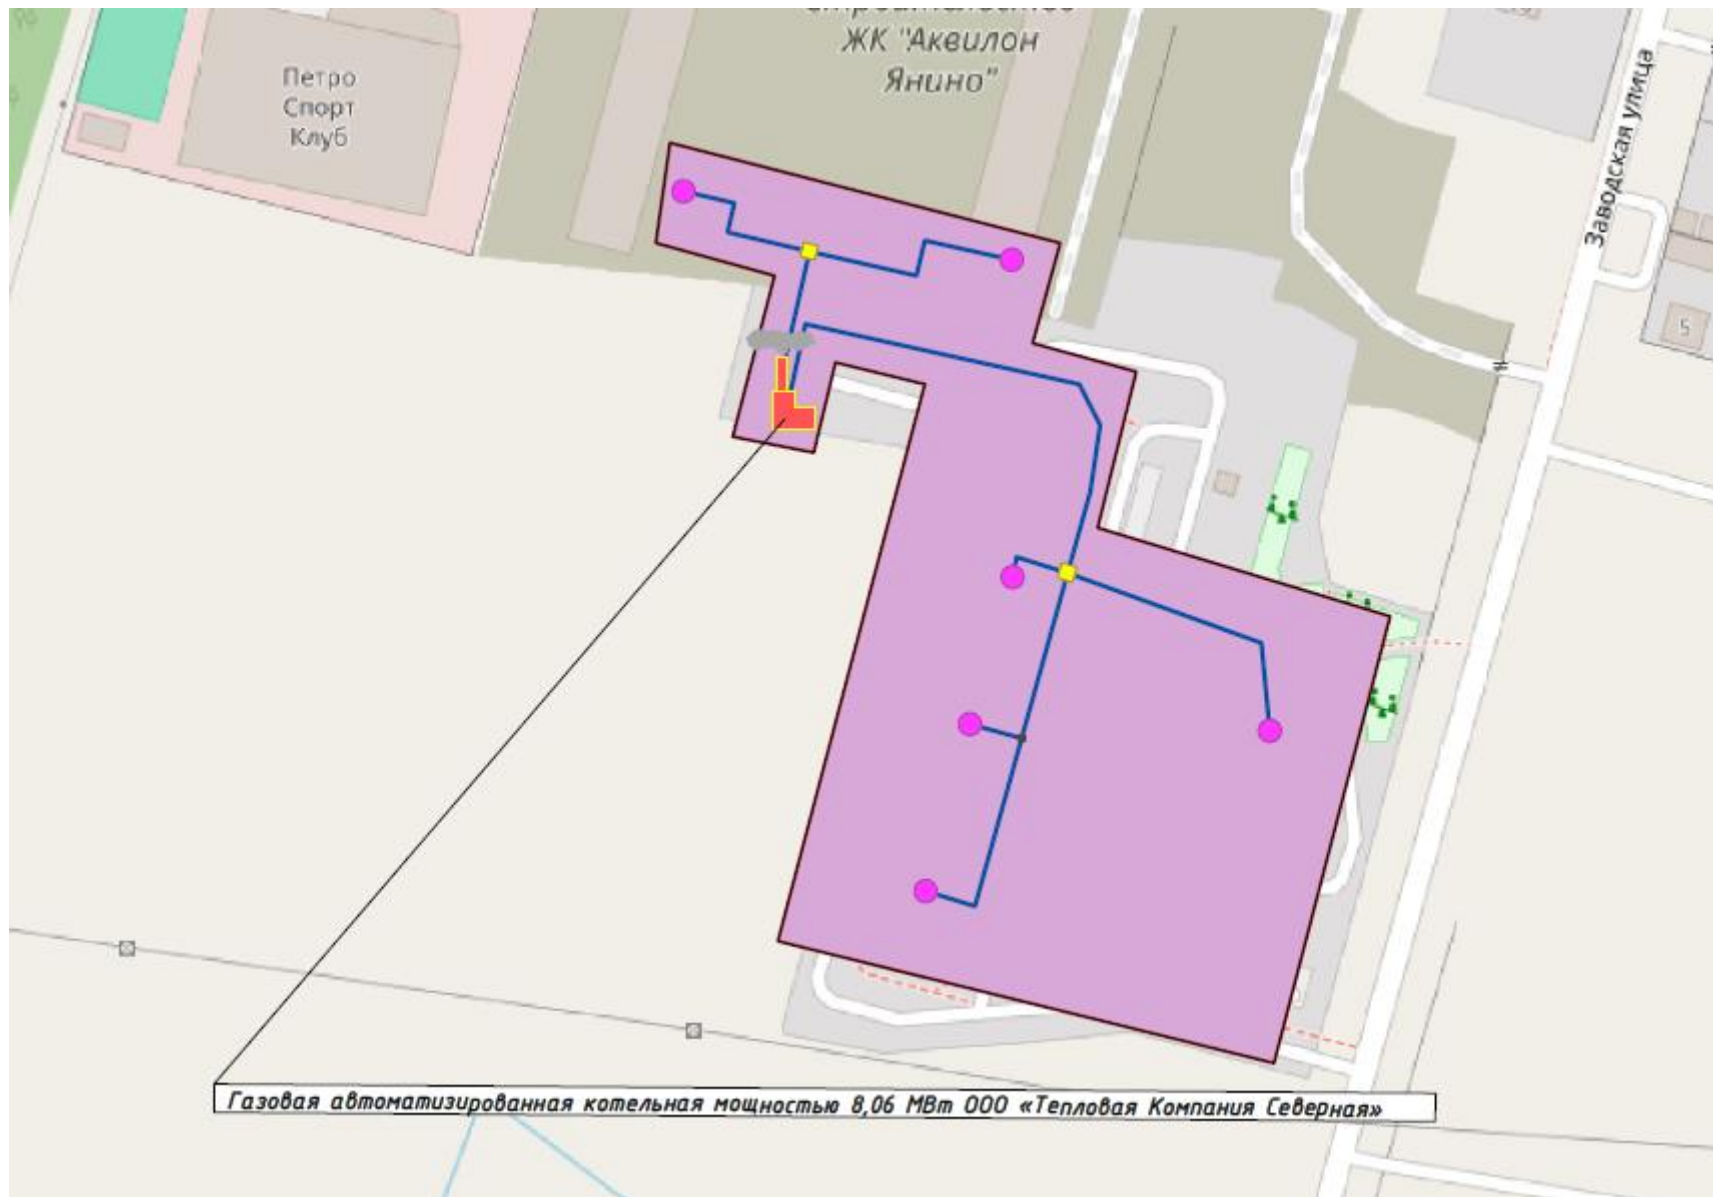 ЖК "Аквилон
Янино"
Петро
Спорт
Клуб
Заводская улица
5
Газовая автоматизированная котельная мощностью 8,06 МВт ООО «Тепловая Компания Северная»